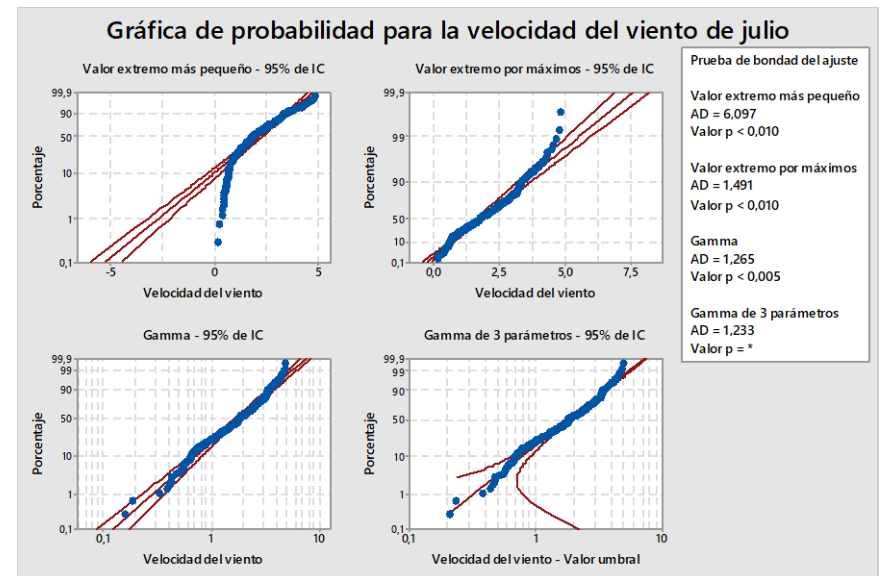 Gráfica de probabilidad para la velocidad del viento de julio
Valor extremo más pequeño - 95% de IC
99,9
90
50
10
1
0,1
Porcentaje
-5
0
5
Velocidad del viento
Valor extremo por máximos - 95% de IC
99,9
99
90
50
10
0,1
Porcentaje
0,0
2,5
5,0
7,5
Velocidad del viento
Gamma - 95% de IC
99,9
99
90
50
10
1
0,1
Porcentaje
0,1
1
10
Velocidad del viento
Gamma de 3 parámetros - 95% de IC
99,9
99
90
50
10
1
0,1
Porcentaje
0,1
1
10
Velocidad del viento - Valor umbral
Prueba de bondad del ajuste
Valor extremo más pequeño
AD = 6,097
Valor p < 0,010
Valor extremo por máximos
AD = 1,491
Valor p < 0,010
Gamma
AD = 1,265
Valor p < 0,005
Gamma de 3 parámetros
AD = 1,233
Valor p = *